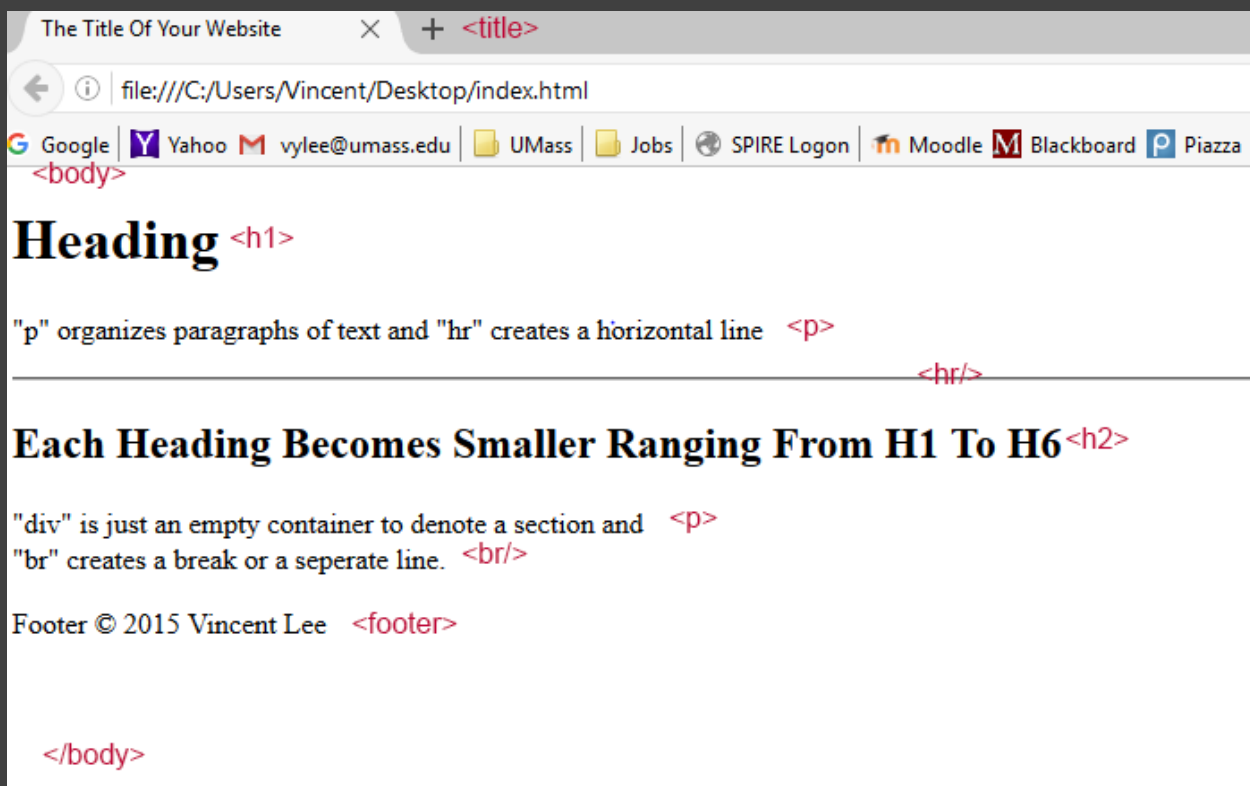 The Title Of Your Website <title>
file:///C:/Users/Vincent/Desktop/index.html
Google Yahoo vylee@umass.edu UMass Jobs SPIRE Logon Moodle Blackboard Piazza
<body>
Heading <h1>
"p" organizes paragraphs of text and "hr" creates a horizontal line <p>
<hr/>
Each Heading Becomes Smaller Ranging From H1 To H6 <h2>
"div" is just an empty container to denote a section and <p>
"br" creates a break or a seperate line. <br/>
Footer © 2015 Vincent Lee <footer>
</body>